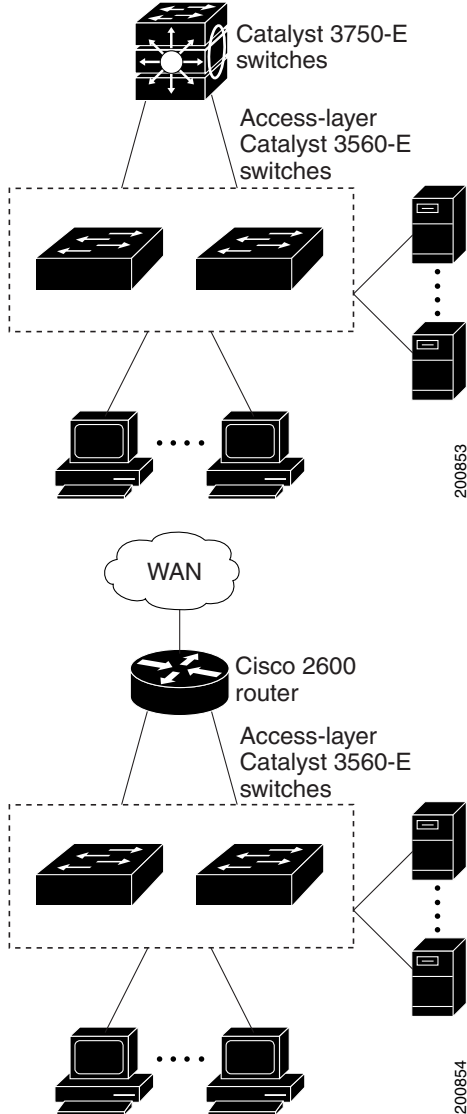 Catalyst 3750-E
switches
Access-layer
Catalyst 3560-E
switches
200853
WAN
Cisco 2600
router
Access-layer
Catalyst 3560-E
switches
200854